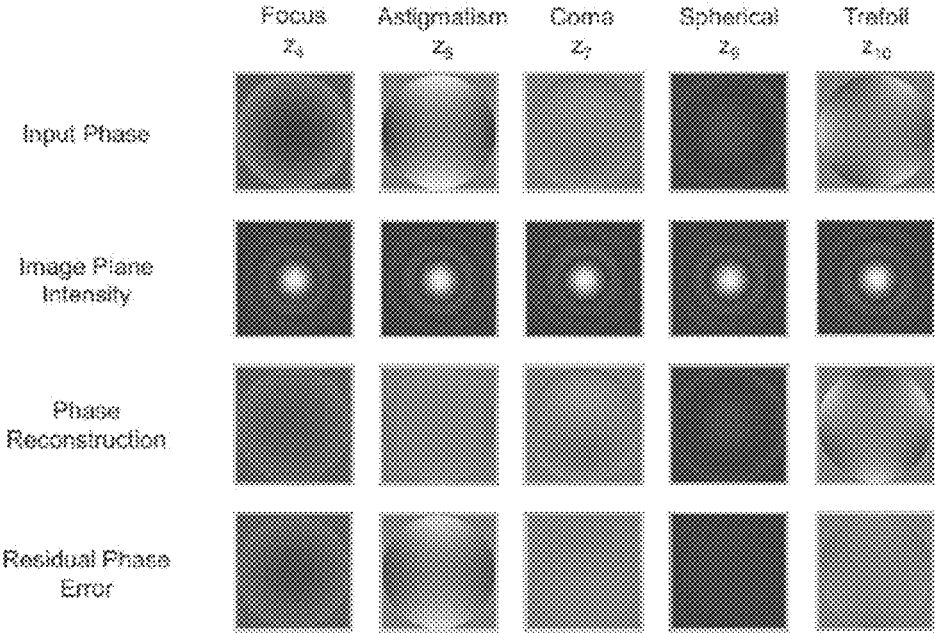 Focus Astigmatism Coma Spherical Trefoil
Z₄ Z₆ Z₇ Z₉ Z₁₀
Input Phase
Image Plane
Intensity
Phase
Reconstruction
Residual Phase
Error